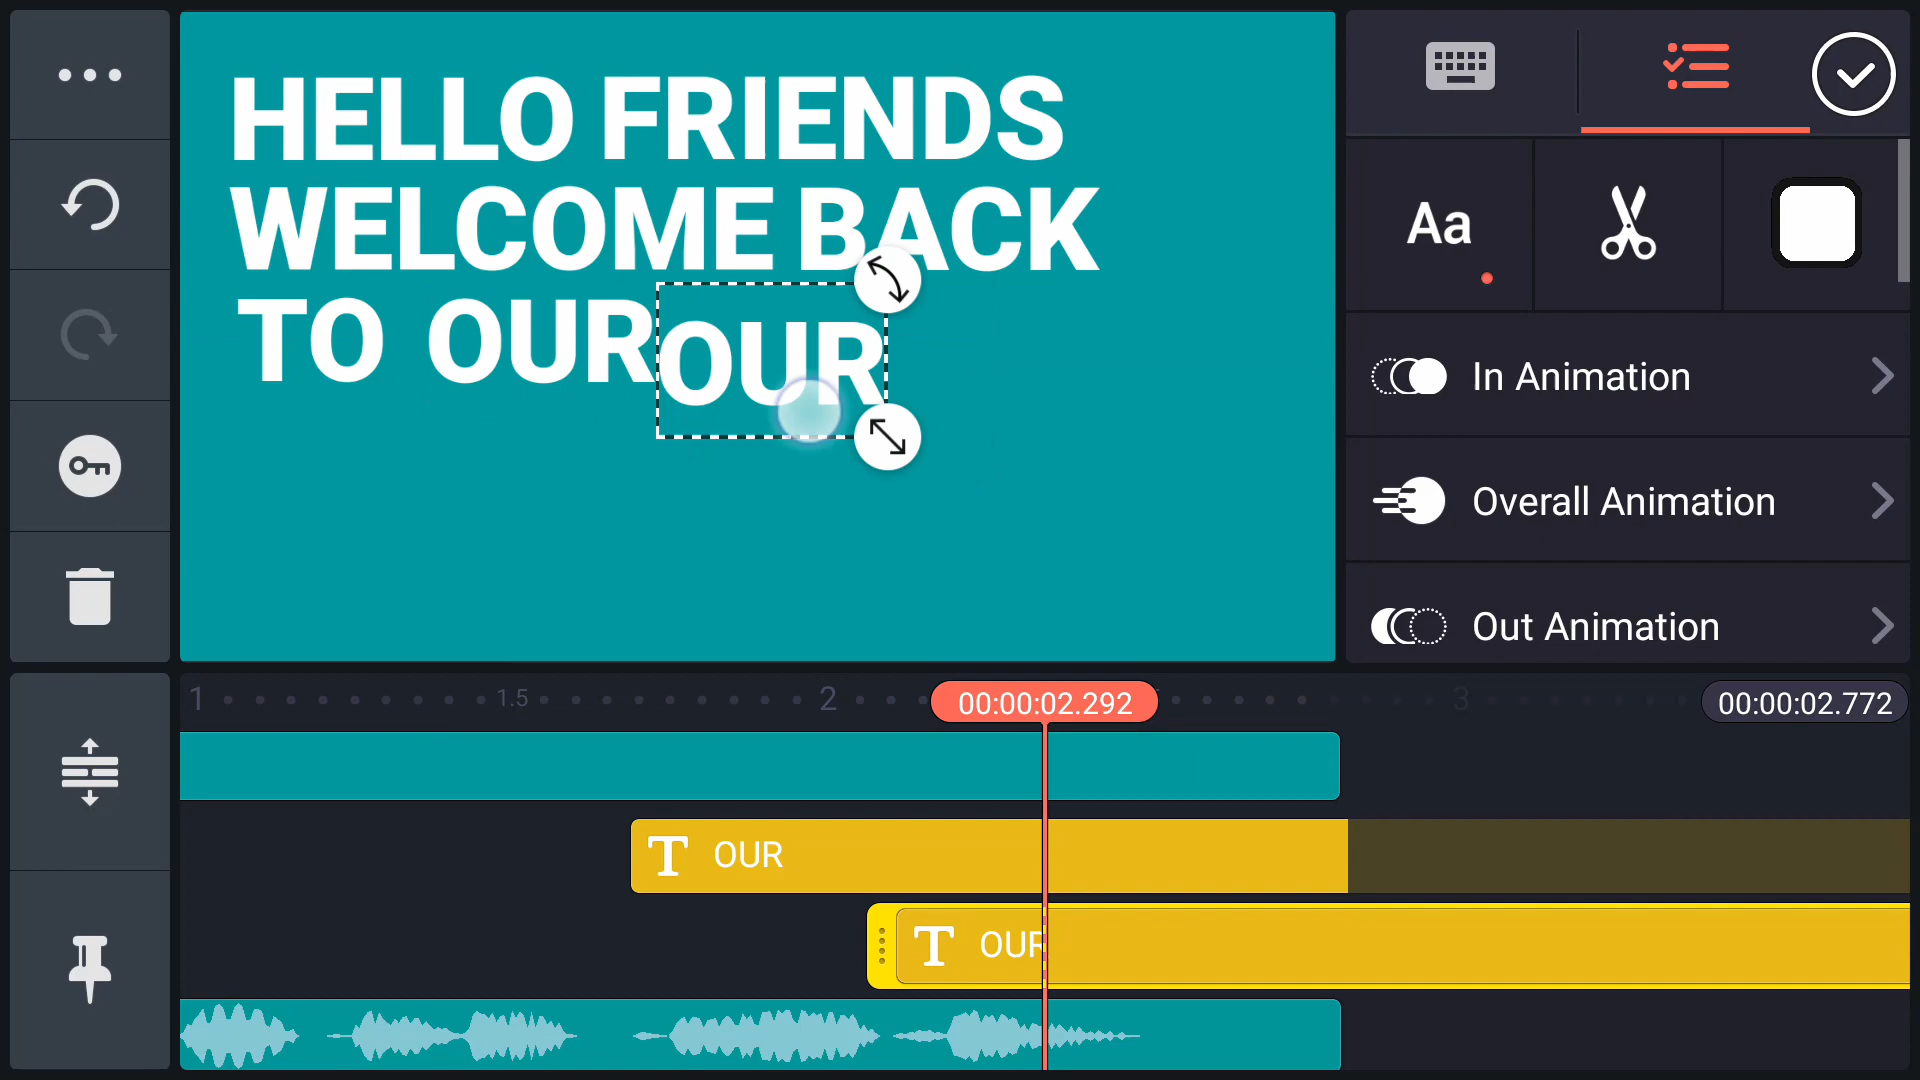 HELLO FRIENDS
WELCOME BACK
TO OUR OUR
Aa
In Animation
Overall Animation
Out Animation
1 1.5 2 00:00:02.292 3 00:00:02.772
T OUR
T OUR